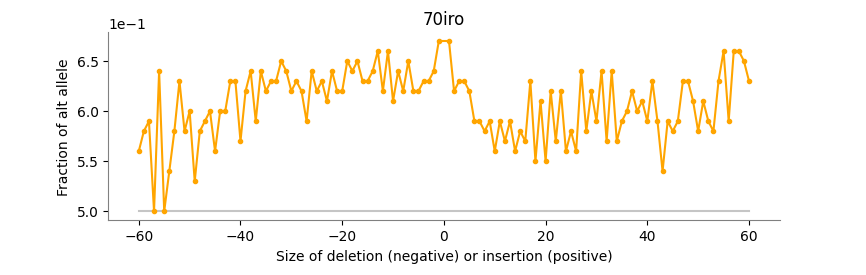 70iro
1e−1
Fraction of alt allele
6.5
6.0
5.5
5.0
−60 −40 −20 0 20 40 60
Size of deletion (negative) or insertion (positive)